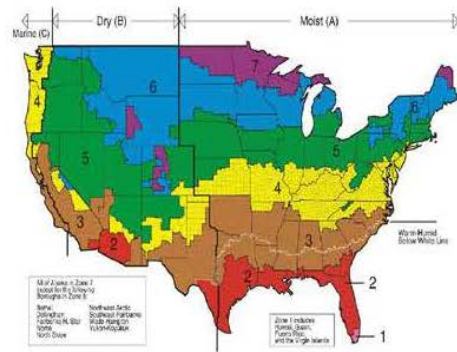 Dry (B)
Moist (A)
Marine (C)
7
6
6
4
5
5
4
3
3
2
2
2
1
Warm-Humid
Below White Line
All of Alaska in Zone 7
except for the following
Boroughs in Zone 8:
Bethel
Northwest Arctic
Dellingham
Southeast Fairbanks
Fairbanks N. Star
Wade Hampton
Nome
Yukon-Koyukuk
North Slope
Zone 1 includes
Hawaii, Guam,
Puerto Rico,
and the Virgin Islands